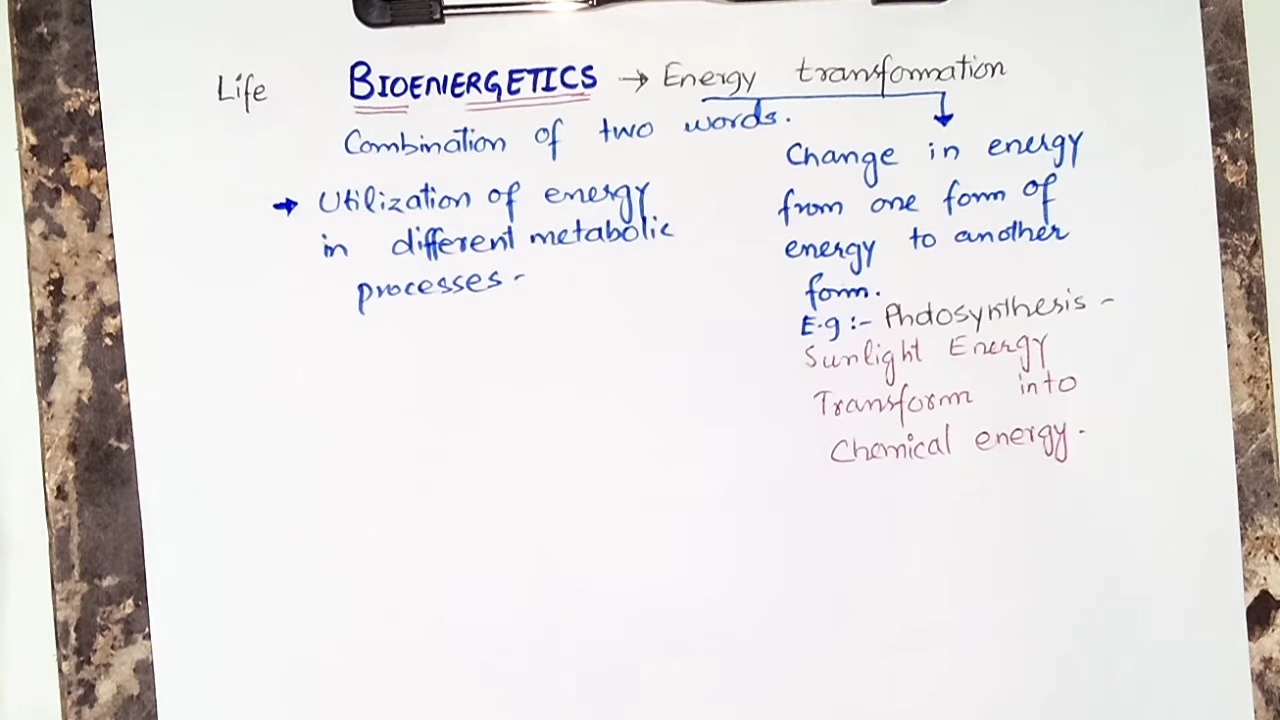 Life BIOENERGETICS → Energy transformation
Combination of two words.
→ Utilization of energy
in different metabolic
processes -
Change in energy
from one form of
energy to another
form.
E.g :- Photosynthesis -
Sunlight Energy
Transform into
Chemical energy.